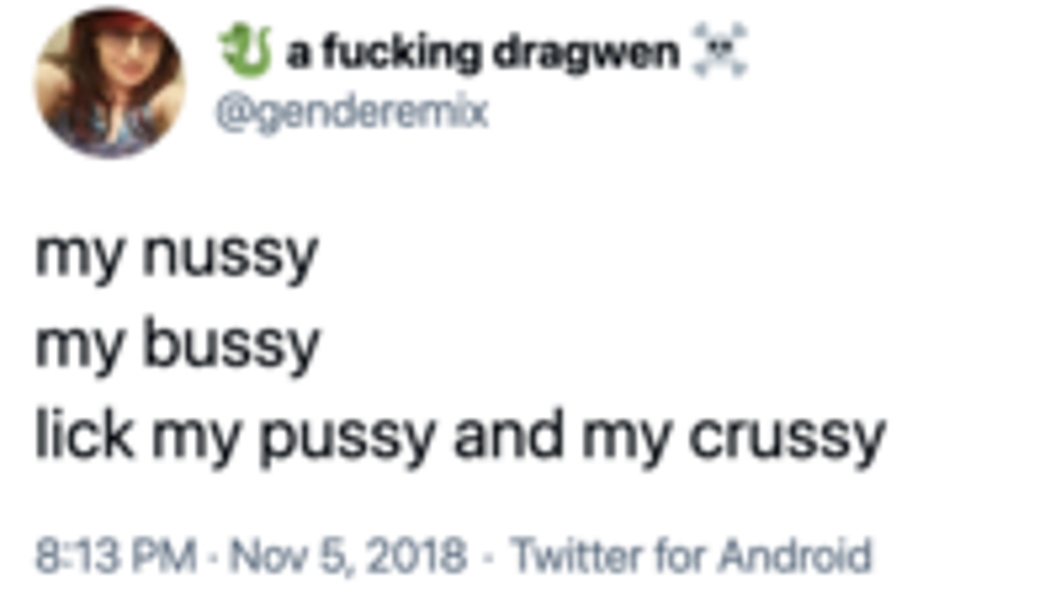 🐉 a fucking dragwen ☠️
@genderemix
my nussy
my bussy
lick my pussy and my crussy
8:13 PM · Nov 5, 2018 · Twitter for Android